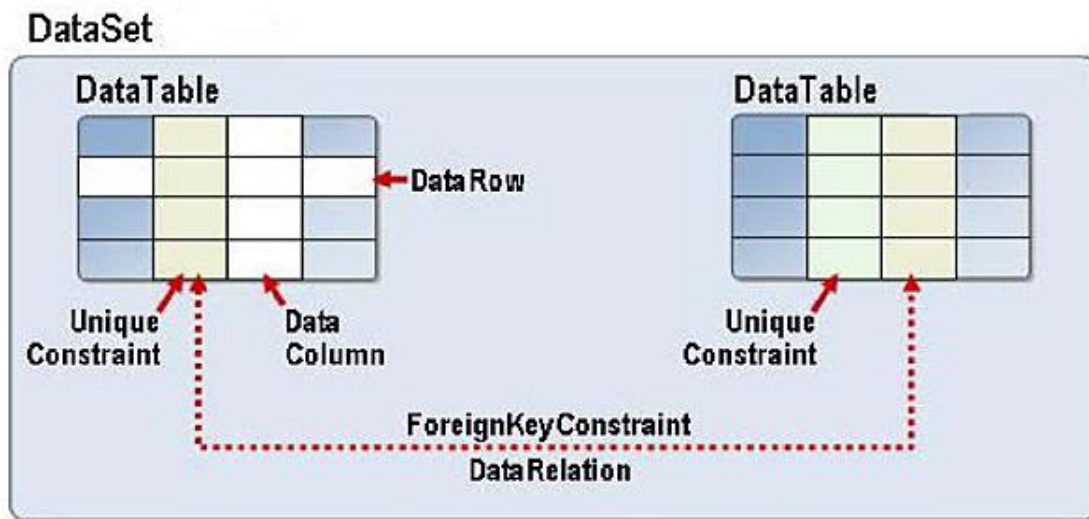 DataSet
DataTable
DataTable
DataRow
Unique
Constraint
Data
Column
Unique
Constraint
ForeignKeyConstraint
DataRelation